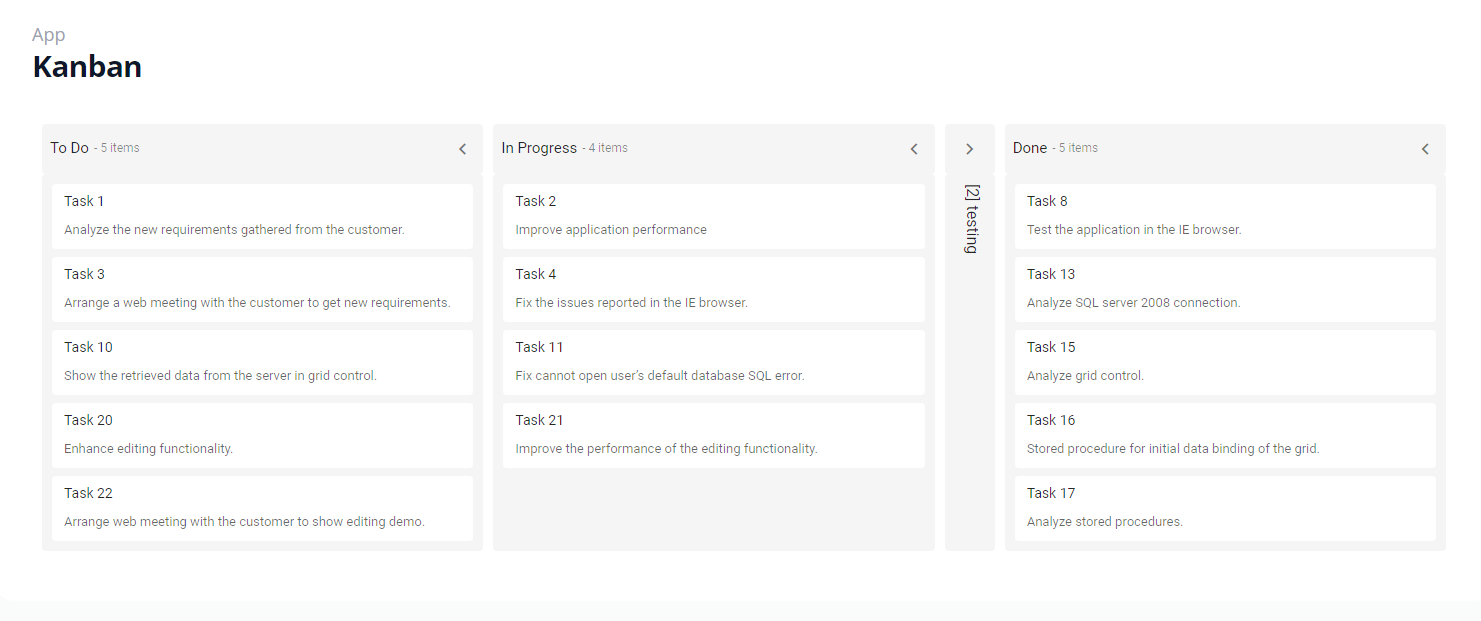 App
Kanban
To Do - 5 items
Task 1
Analyze the new requirements gathered from the customer.
Task 3
Arrange a web meeting with the customer to get new requirements.
Task 10
Show the retrieved data from the server in grid control.
Task 20
Enhance editing functionality.
Task 22
Arrange web meeting with the customer to show editing demo.
In Progress - 4 items
Task 2
Improve application performance
Task 4
Fix the issues reported in the IE browser.
Task 11
Fix cannot open user’s default database SQL error.
Task 21
Improve the performance of the editing functionality.
[2] testing
Done - 5 items
Task 8
Test the application in the IE browser.
Task 13
Analyze SQL server 2008 connection.
Task 15
Analyze grid control.
Task 16
Stored procedure for initial data binding of the grid.
Task 17
Analyze stored procedures.